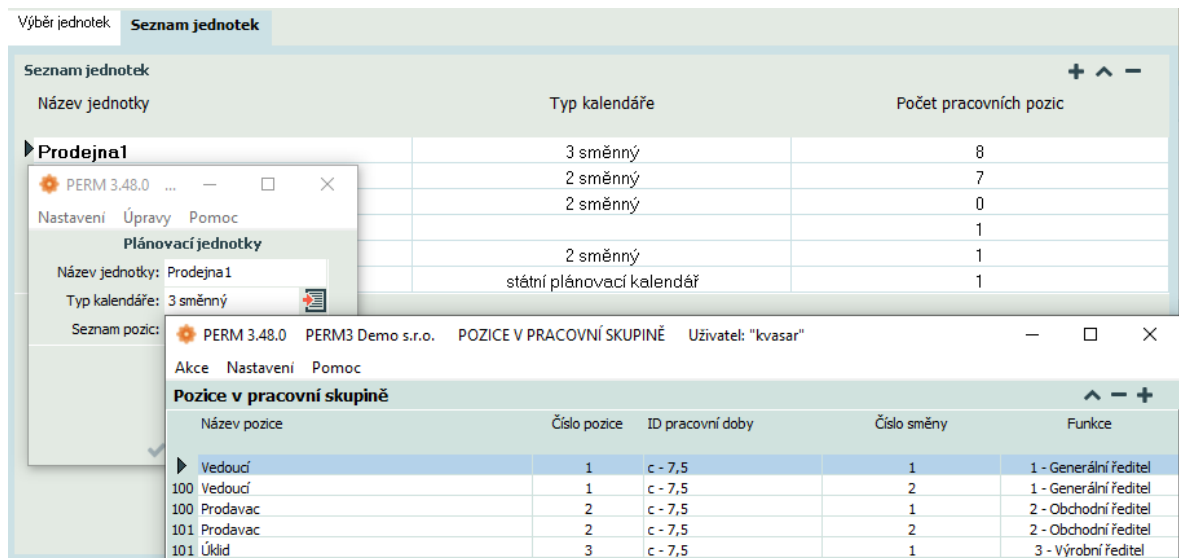 Výběr jednotek Seznam jednotek
Seznam jednotek
Název jednotky Typ kalendáře Počet pracovních pozic
Prodejna1 3 směnný 8
2 směnný 7
2 směnný 0
1
2 směnný 1
státní plánovací kalendář 1
PERM 3.48.0 ...
Nastavení Úpravy Pomoc
Plánovací jednotky
Název jednotky: Prodejna1
Typ kalendáře: 3 směnný
Seznam pozic:
PERM 3.48.0 PERM3 Demo s.r.o. POZICE V PRACOVNÍ SKUPINĚ Uživatel: "kvasar"
Akce Nastavení Pomoc
Pozice v pracovní skupině
Název pozice Číslo pozice ID pracovní doby Číslo směny Funkce
Vedoucí 1 c - 7,5 1 1 - Generální ředitel
100 Vedoucí 1 c - 7,5 2 1 - Generální ředitel
100 Prodavac 2 c - 7,5 1 2 - Obchodní ředitel
101 Prodavac 2 c - 7,5 2 2 - Obchodní ředitel
101 Úklid 3 c - 7,5 1 3 - Výrobní ředitel